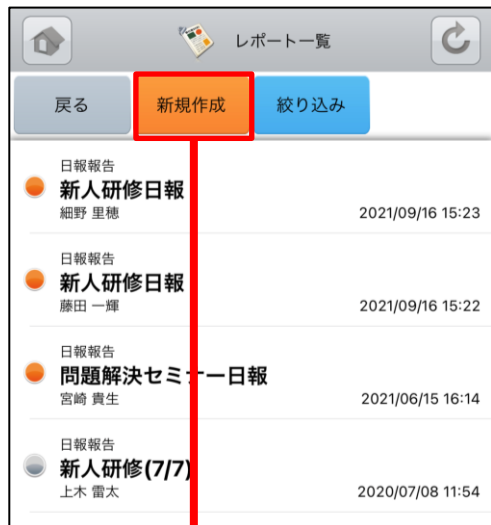 レポート一覧
戻る
新規作成
絞り込み
日報報告
新人研修日報
細野 里穂
2021/09/16 15:23
日報報告
新人研修日報
藤田 一輝
2021/09/16 15:22
日報報告
問題解決セミナー日報
宮崎 貴生
2021/06/15 16:14
日報報告
新人研修(7/7)
上木 雷太
2020/07/08 11:54